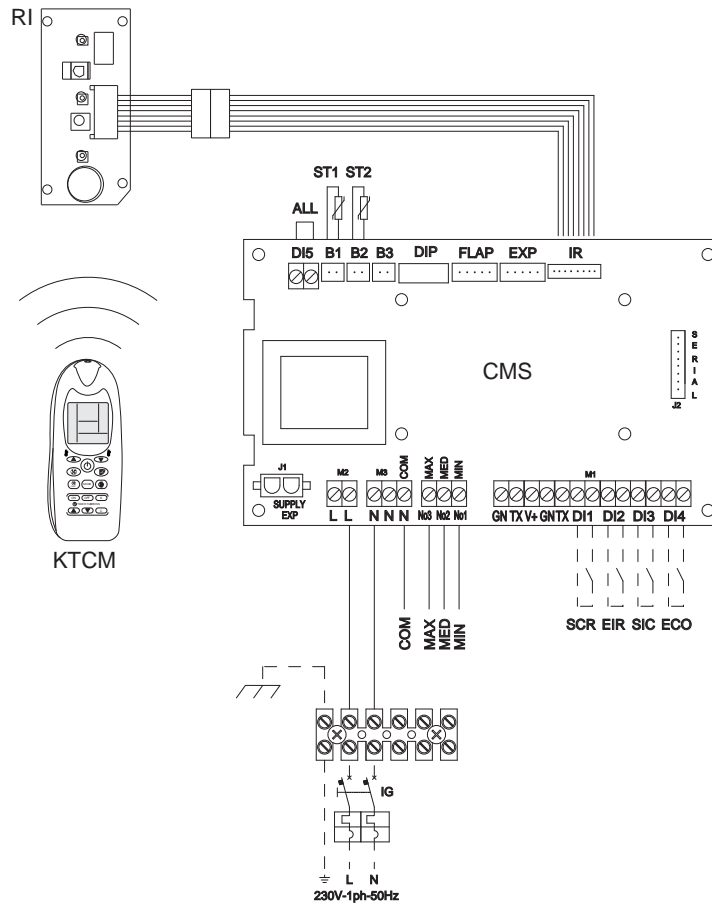 RI
ST1 ST2
ALL
DI5 B1 B2 B3 DIP FLAP EXP IR
CMS
SERIAL
J2
KTCM
J1
SUPPLY
EXP
M2 M3 COM MAX MED MIN M1
L L N N N No3 No2 No1 GN TX V+ GN TX DI1 DI2 DI3 DI4
COM MAX MED MIN
SCR EIR SIC ECO
IG
L N
230V-1ph-50Hz